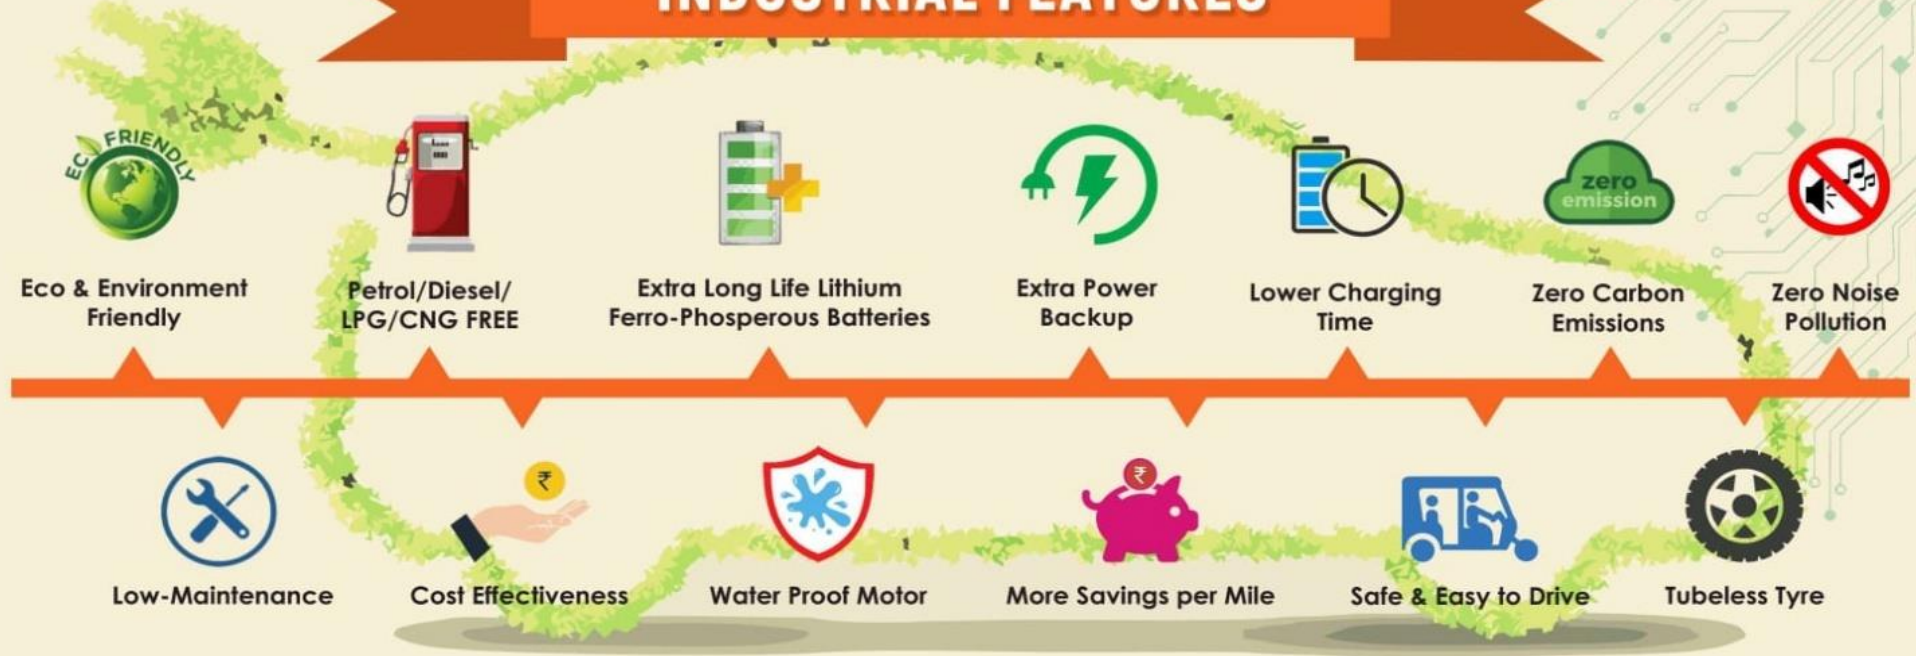 INDUSTRIAL FEATURES
ECO FRIENDLY
zero
emission
Eco & Environment
Friendly
Petrol/Diesel/
LPG/CNG FREE
Extra Long Life Lithium
Ferro-Phosperous Batteries
Extra Power
Backup
Lower Charging
Time
Zero Carbon
Emissions
Zero Noise
Pollution
₹
₹
Low-Maintenance
Cost Effectiveness
Water Proof Motor
More Savings per Mile
Safe & Easy to Drive
Tubeless Tyre